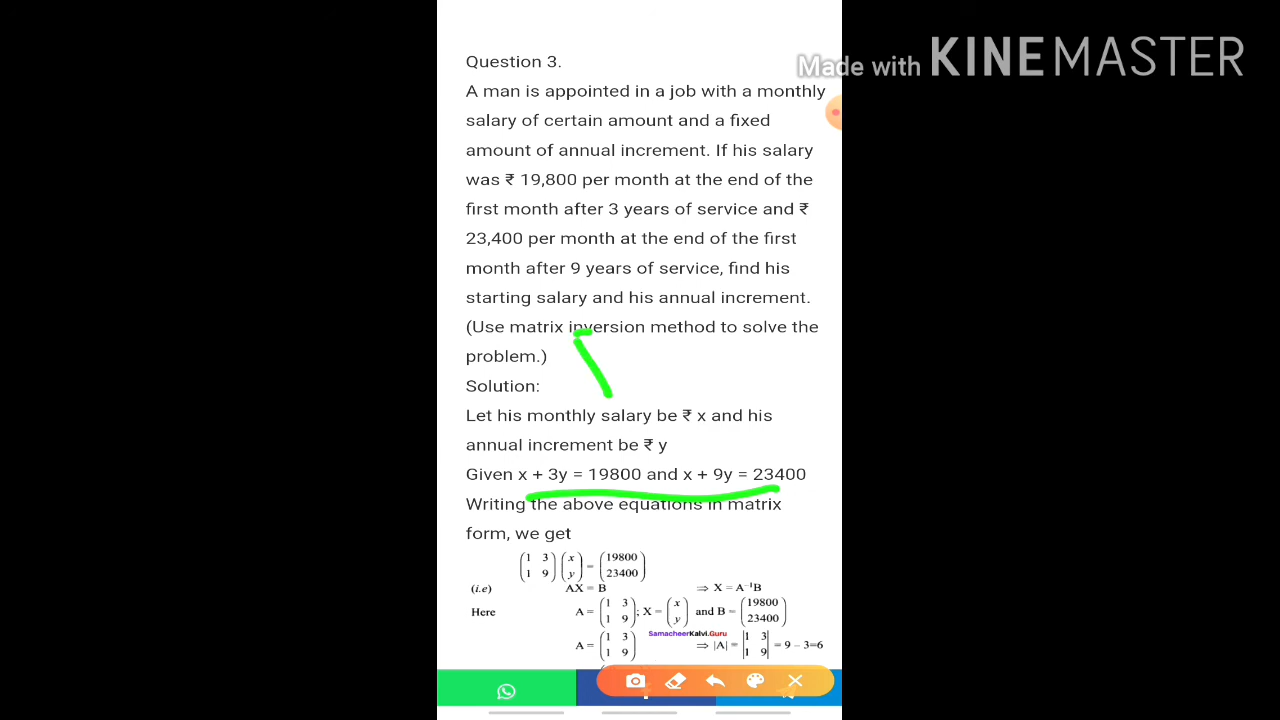 Made with KINEMASTER
Question 3.
A man is appointed in a job with a monthly
salary of certain amount and a fixed
amount of annual increment. If his salary
was ₹ 19,800 per month at the end of the
first month after 3 years of service and ₹
23,400 per month at the end of the first
month after 9 years of service, find his
starting salary and his annual increment.
(Use matrix inversion method to solve the
problem.)
Solution:
Let his monthly salary be ₹ x and his
annual increment be ₹ y
Given x + 3y = 19800 and x + 9y = 23400
Writing the above equations in matrix
form, we get
(1 3; 1 9) (x; y) = (19800; 23400)
(i.e) AX = B ⇒ X = A⁻¹B
Here A = (1 3; 1 9); X = (x; y) and B = (19800; 23400)
SamacheerKalvi.Guru
A = (1 3; 1 9) ⇒ |A| = |1 3; 1 9| = 9 – 3=6